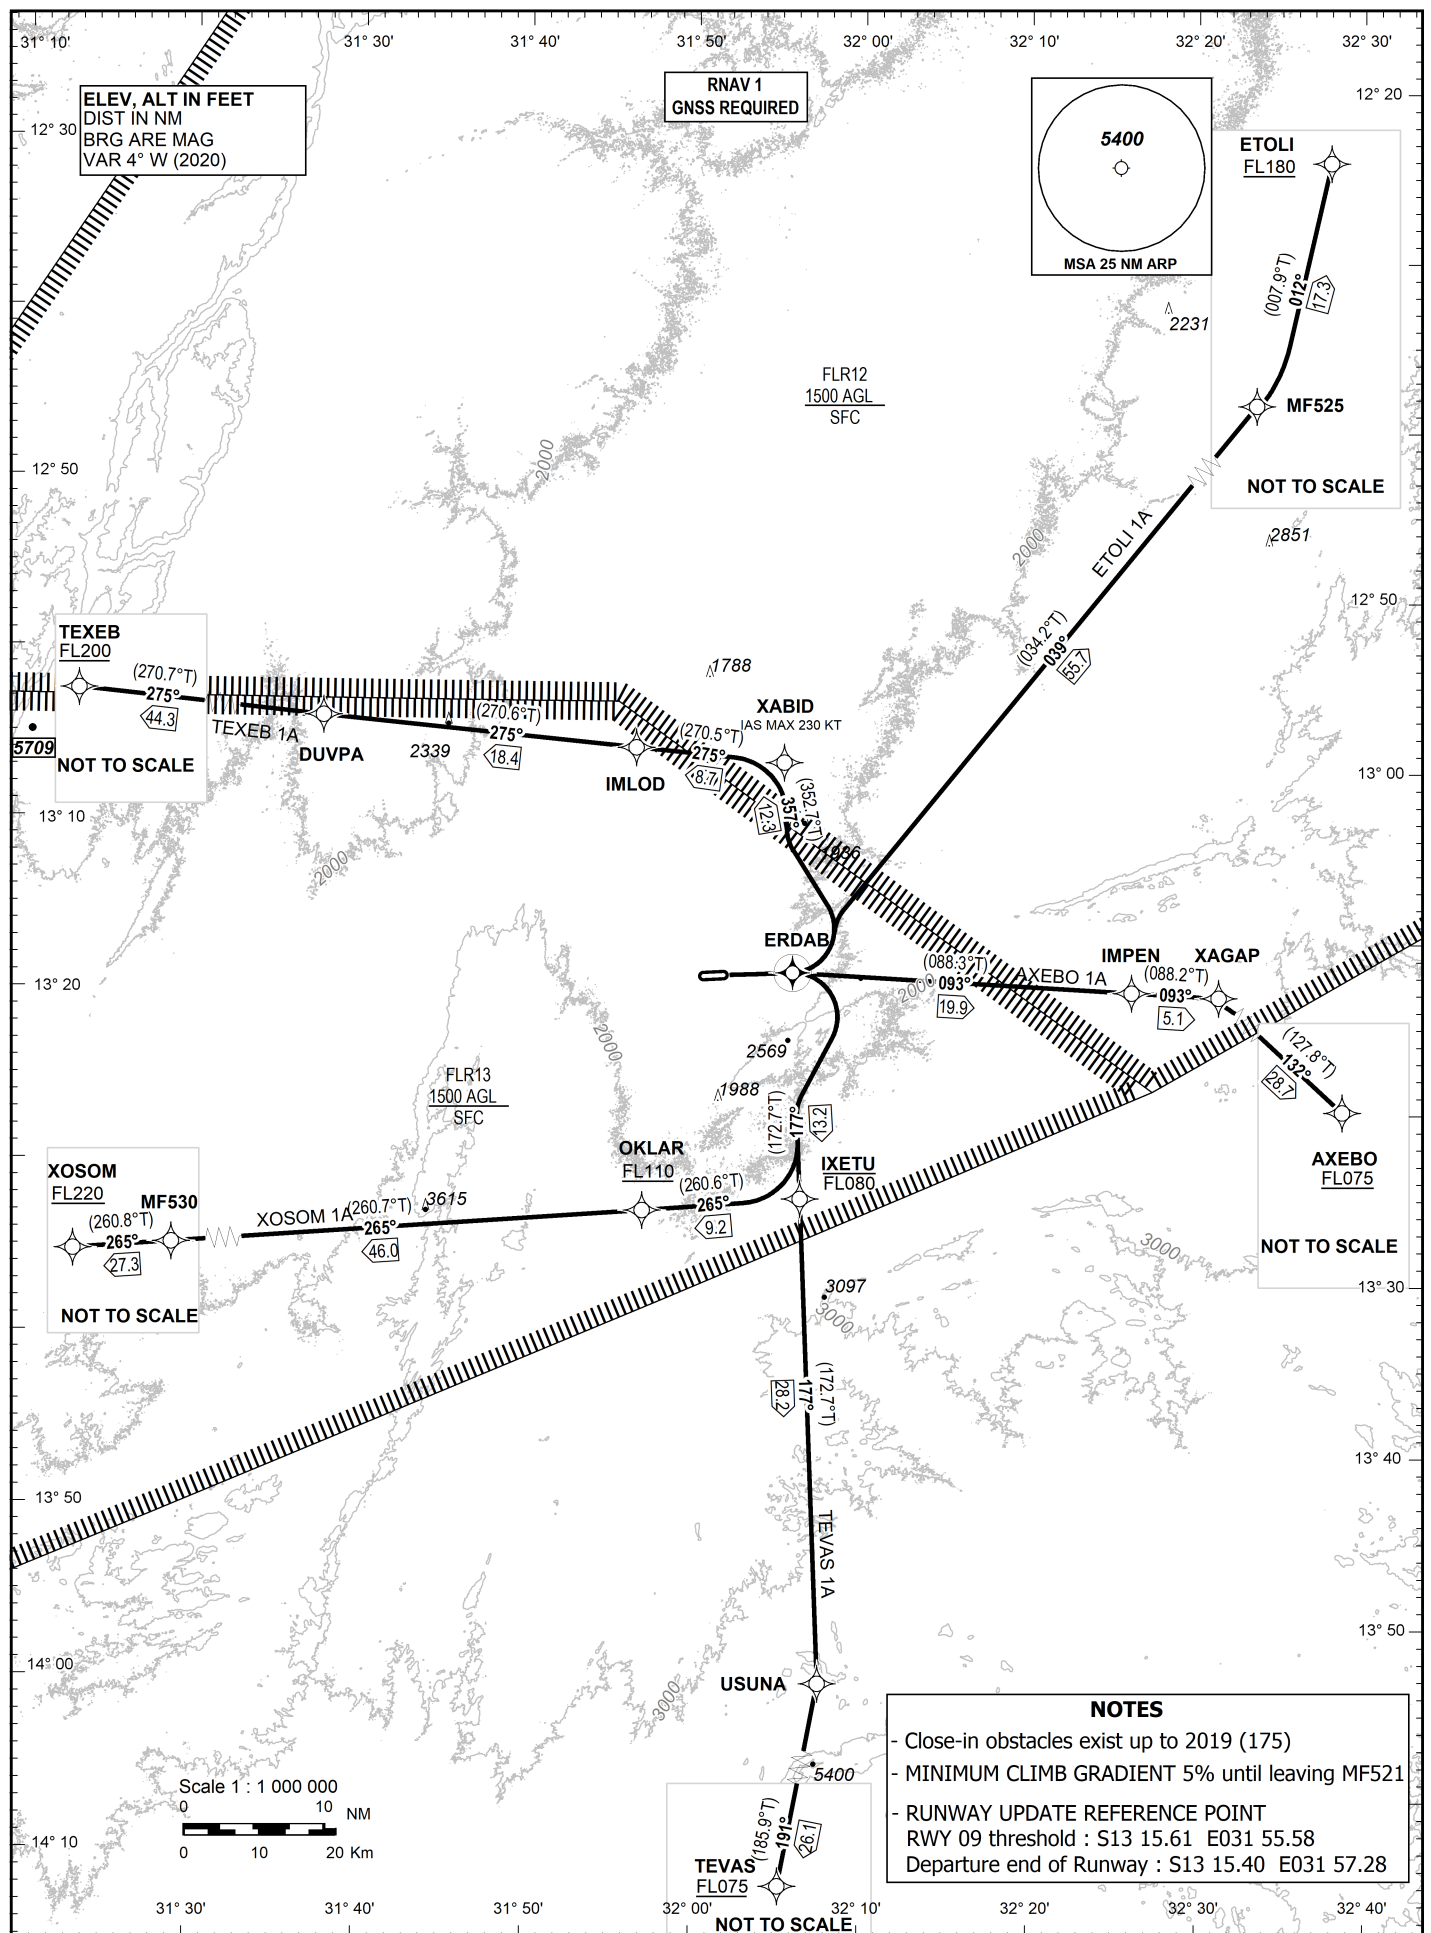 31° 10'
31° 30'
31° 40'
31° 50'
32° 00'
32° 10'
32° 20'
32° 30'
ELEV, ALT IN FEET
DIST IN NM
BRG ARE MAG
VAR 4° W (2020)
RNAV 1
GNSS REQUIRED
5400
MSA 25 NM ARP
12° 20
12° 30
ETOLI
FL180
(007.9°T)
012°
17.3
2231
MF525
NOT TO SCALE
FLR12
1500 AGL
SFC
2000
12° 50
2000
ETOLI 1A
2851
12° 50
(034.2°T)
039°
55.7
TEXEB
FL200
(270.7°T)
275°
44.3
TEXEB 1A
5709
NOT TO SCALE
DUVPA
2339
(270.6°T)
275°
18.4
IMLOD
1788
XABID
IAS MAX 230 KT
(270.5°T)
275°
8.7
(352.7°T)
357°
12.3
1936
13° 00
13° 10
2000
ERDAB
IMPEN
XAGAP
(088.3°T)
093°
19.9
AXEBO 1A
(088.2°T)
093°
5.1
2000
13° 20
2000
2569
1988
(127.8°T)
132°
28.7
FLR13
1500 AGL
SFC
(172.7°T)
177°
13.2
OKLAR
FL110
IXETU
FL080
AXEBO
FL075
NOT TO SCALE
XOSOM
FL220
MF530
(260.8°T)
265°
27.3
NOT TO SCALE
XOSOM 1A
(260.7°T)
265°
46.0
3615
(260.6°T)
265°
9.2
3000
3097
3000
13° 30
(172.7°T)
177°
28.2
13° 40
13° 50
TEVAS 1A
13° 50
14° 00
3000
USUNA
5400
(185.9°T)
191°
26.1
TEVAS
FL075
NOT TO SCALE
Scale 1 : 1 000 000
0 10 NM
0 10 20 Km
14° 10
NOTES
- Close-in obstacles exist up to 2019 (175)
- MINIMUM CLIMB GRADIENT 5% until leaving MF521
- RUNWAY UPDATE REFERENCE POINT
RWY 09 threshold : S13 15.61 E031 55.58
Departure end of Runway : S13 15.40 E031 57.28
31° 30'
31° 40'
31° 50'
32° 00'
32° 10'
32° 20'
32° 30'
32° 40'